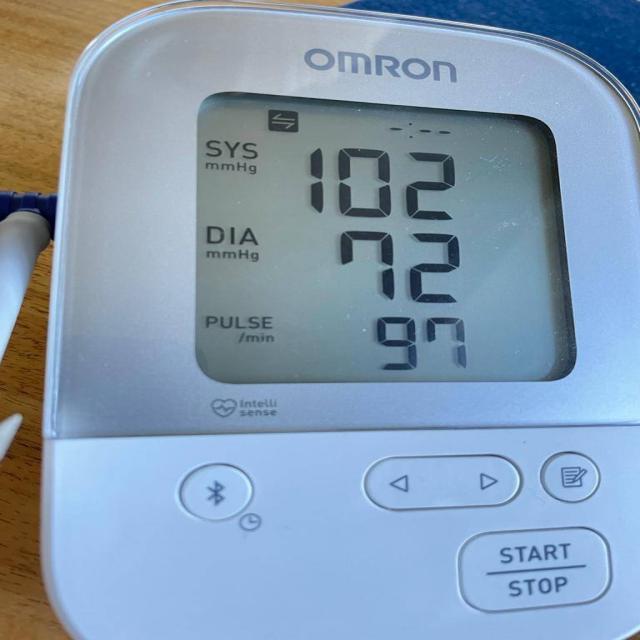 OMRON
-:--
SYS
mmHg
102
DIA
mmHg
72
PULSE
/min
97
intelli
sense
START
STOP